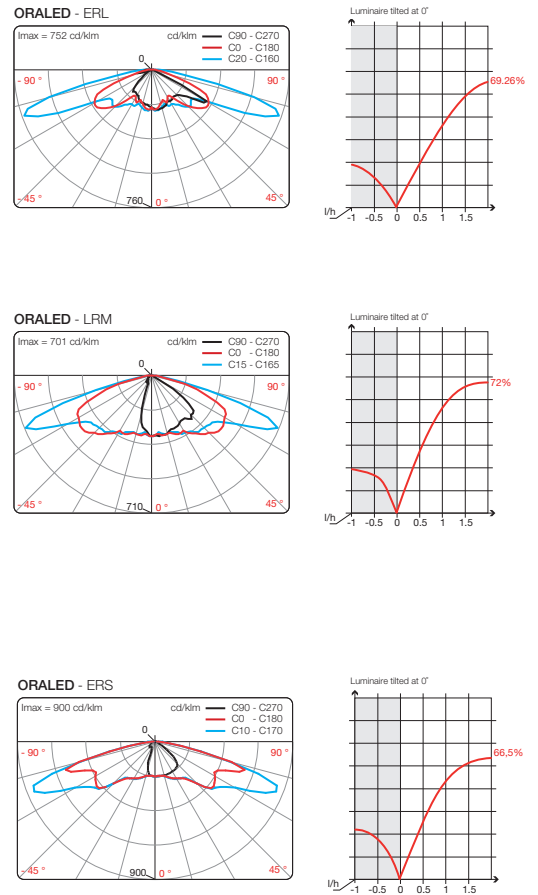 ORALED - ERL
Imax = 752 cd/klm cd/klm C90 - C270
C0 - C180
C20 - C160
0
- 90 ° 90 °
- 45 ° 760 0 ° 45 °
Luminaire tilted at 0°
69.26%
l/h
-1 -0.5 0 0.5 1 1.5
ORALED - LRM
Imax = 701 cd/klm cd/klm C90 - C270
C0 - C180
C15 - C165
0
- 90 ° 90 °
- 45 ° 710 0 ° 45 °
Luminaire tilted at 0°
72%
l/h
-1 -0.5 0 0.5 1 1.5
ORALED - ERS
Imax = 900 cd/klm cd/klm C90 - C270
C0 - C180
C10 - C170
0
- 90 ° 90 °
- 45 ° 900 0 ° 45 °
Luminaire tilted at 0°
66,5%
l/h
-1 -0.5 0 0.5 1 1.5